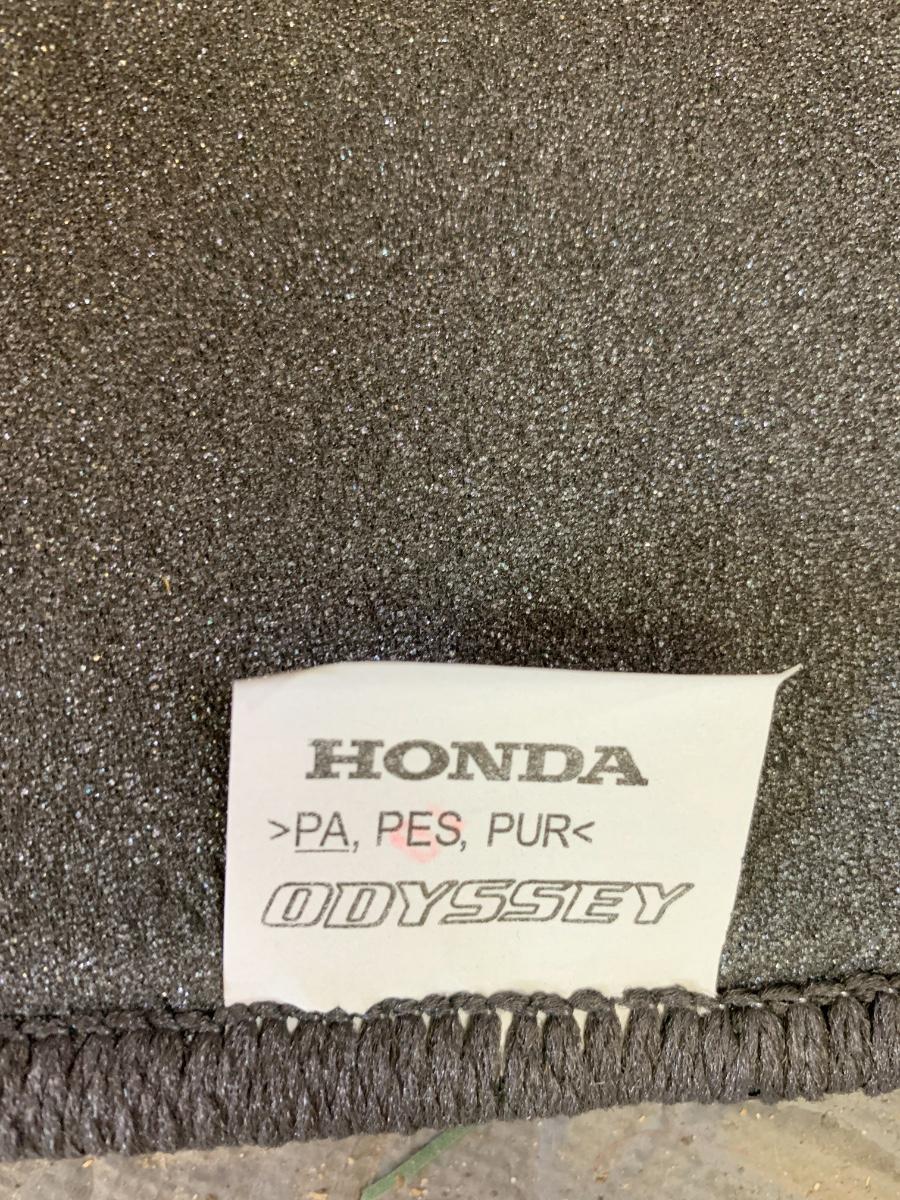 HONDA
>PA, PES, PUR<
ODYSSEY